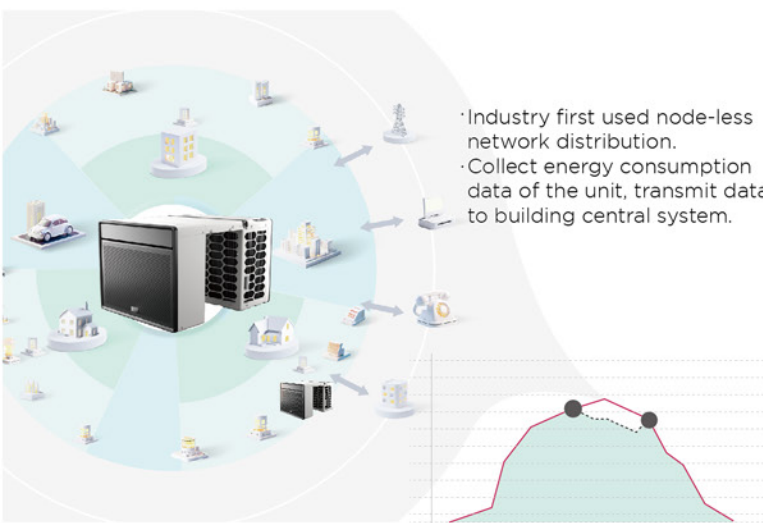 ·Industry first used node-less
network distribution.
·Collect energy consumption
data of the unit, transmit data
to building central system.